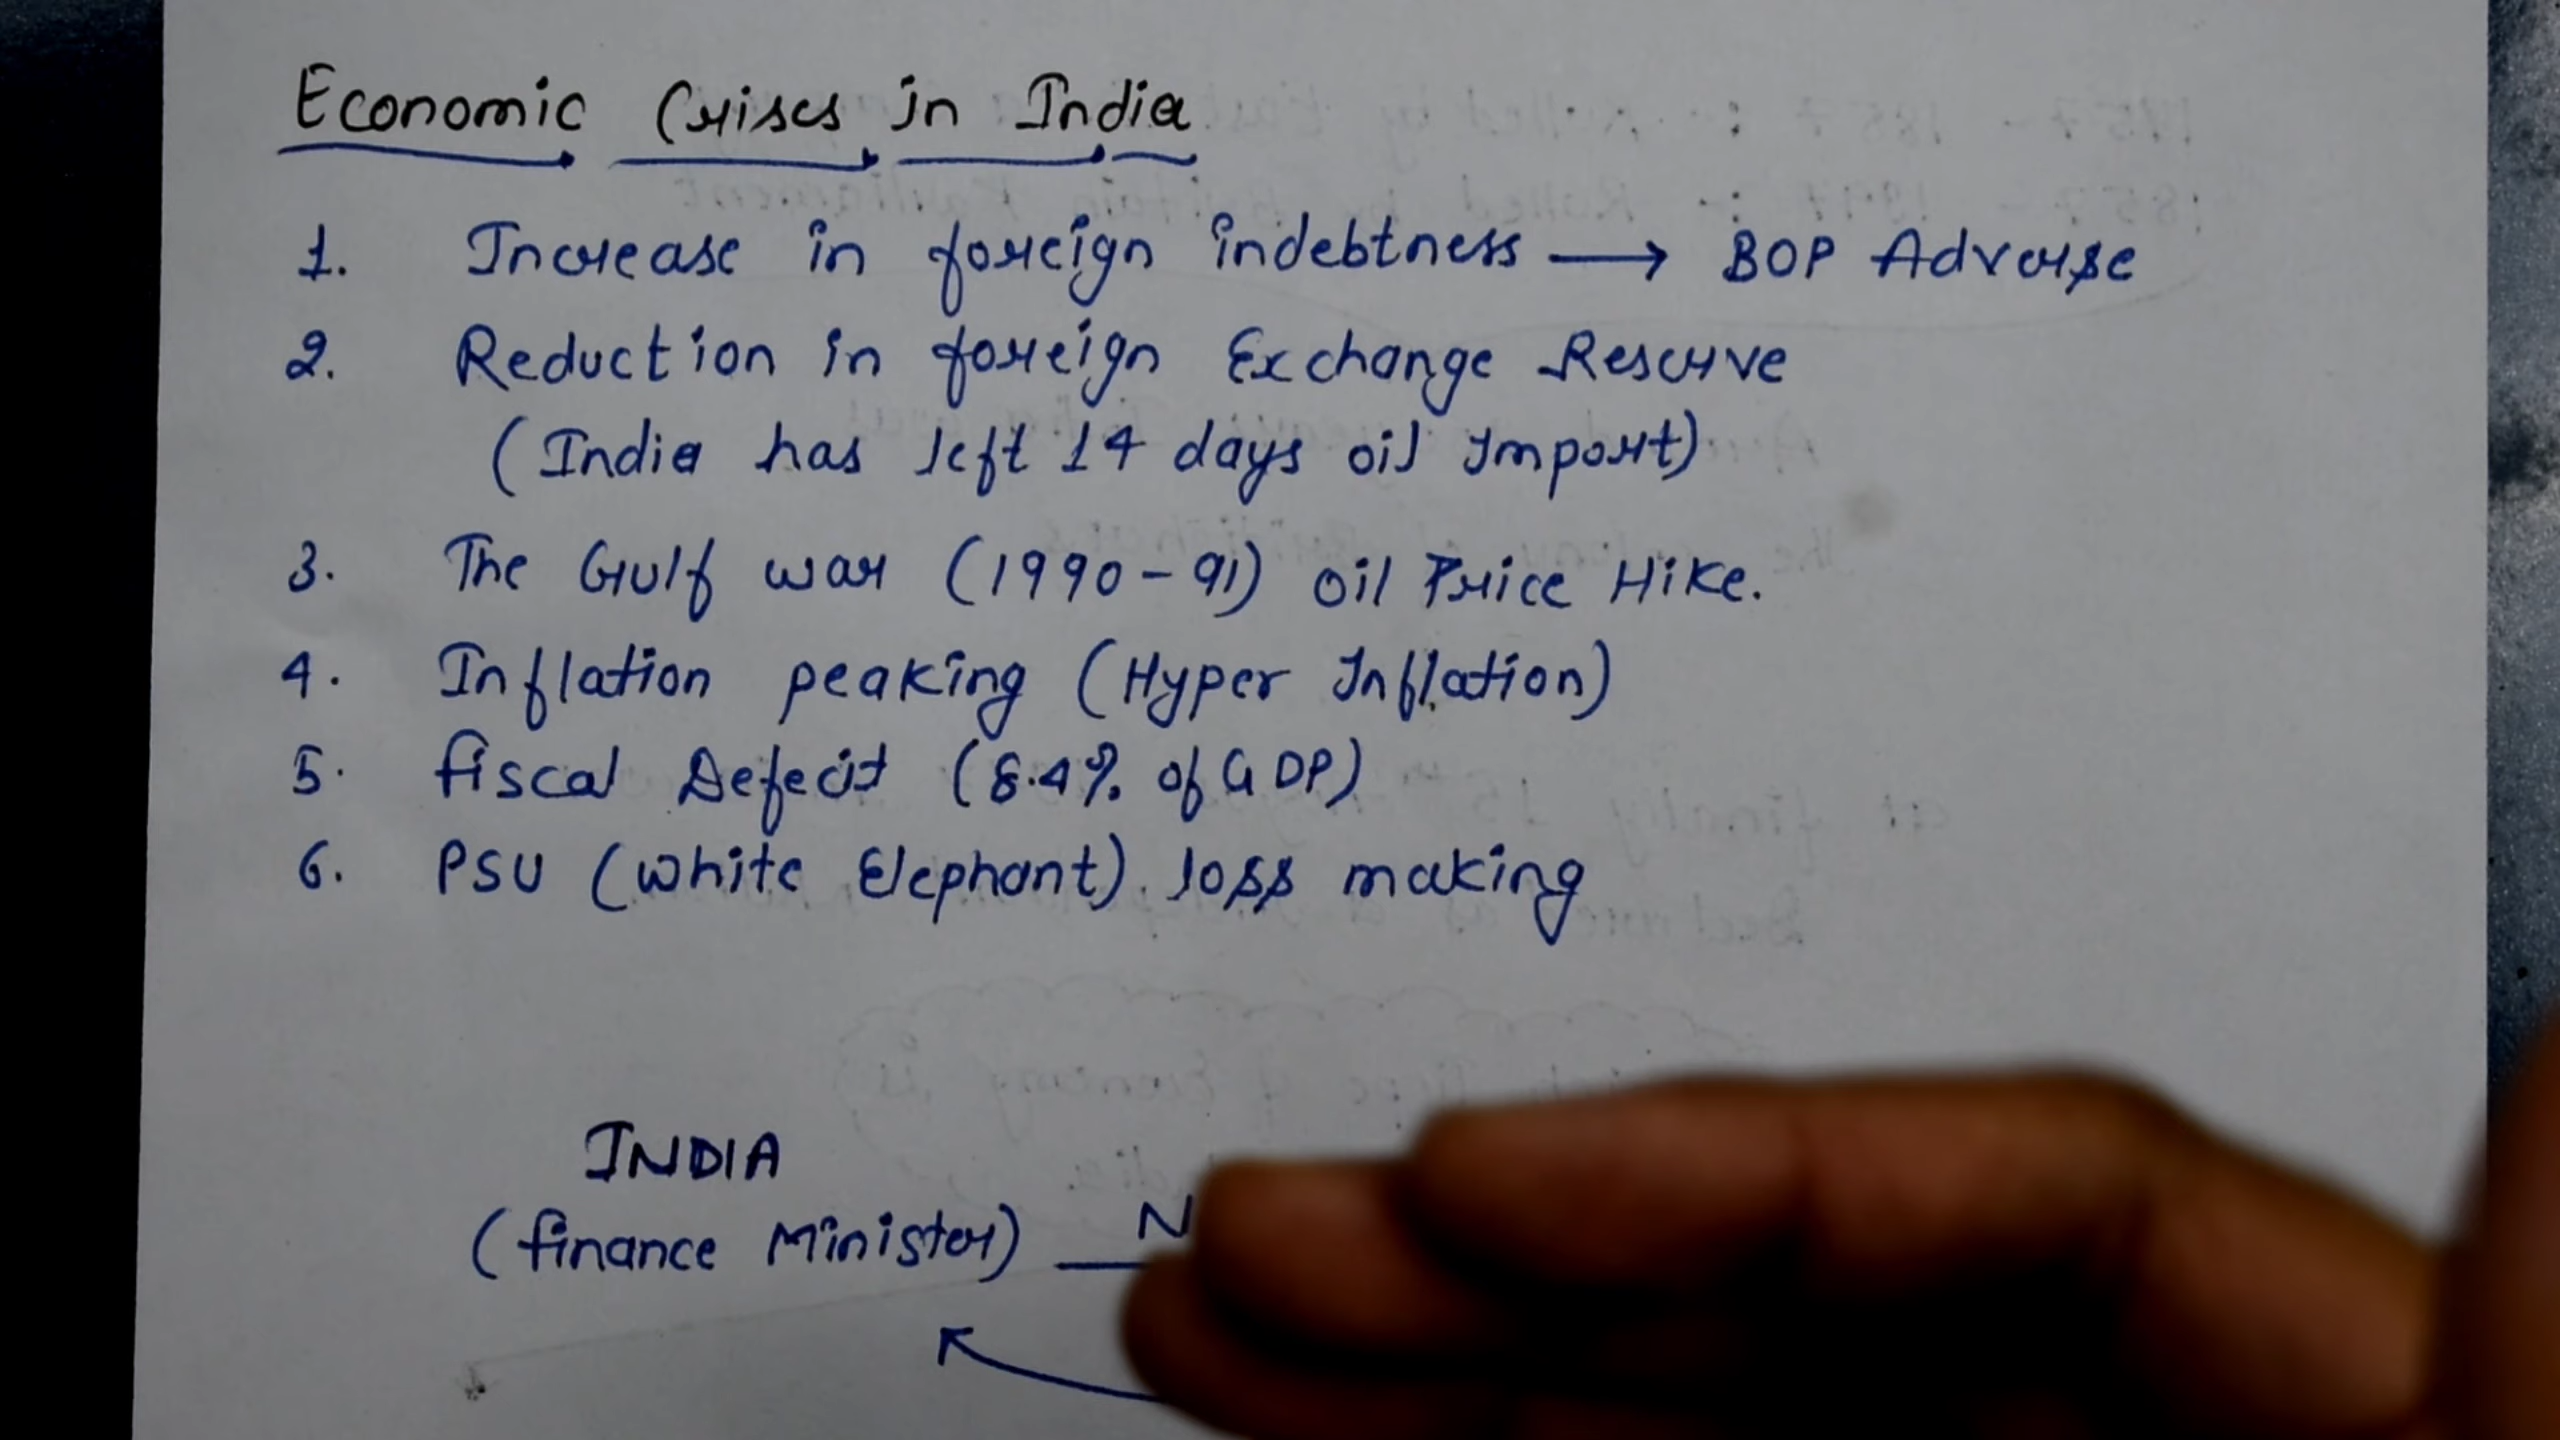 Economic Crises in India
1. Increase in foreign indebtness → BOP Adverse
2. Reduction in foreign Exchange Reserve
(India has left 14 days oil Import)
3. The Gulf war (1990-91) oil Price Hike.
4. Inflation peaking (Hyper Inflation)
5. fiscal Defecit (8.4% of GDP)
6. PSU (white Elephant) loss making
INDIA
(finance Minister)